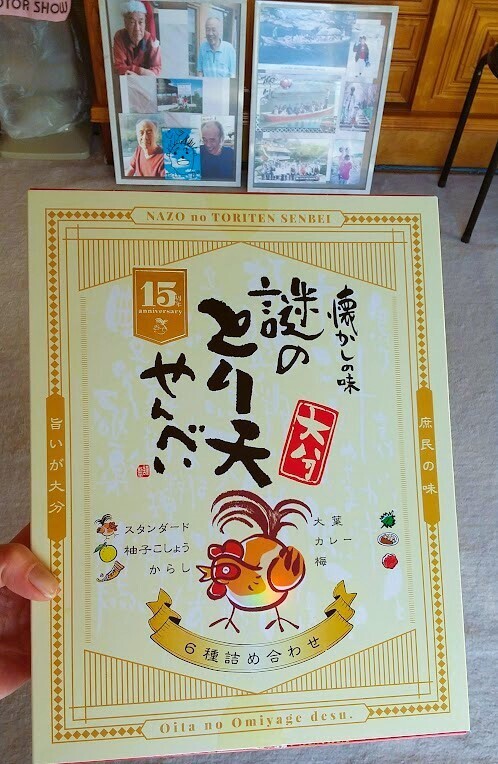 OTOR SHOW
NAZO no TORITEN SENBEI
15周年
anniversary
懐かしの味
謎の
とり天
せんべい
大分
旨いが大分
庶民の味
スタンダード
柚子こしょう
からし
大葉
カレー
梅
6種詰め合わせ
Oita no Omiyage desu.